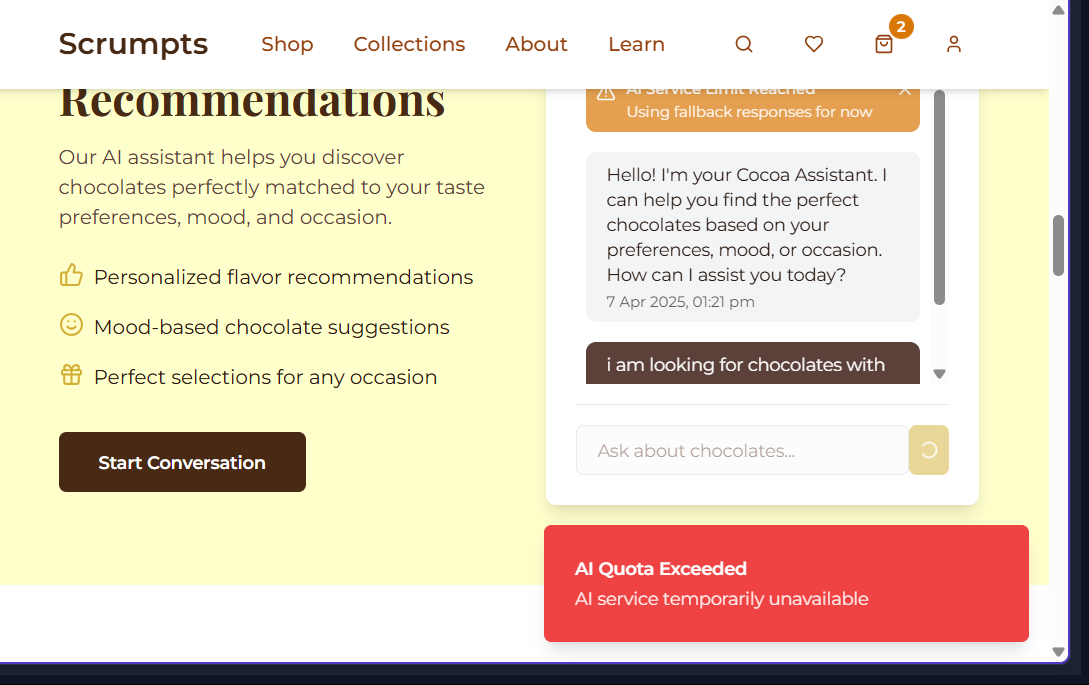 Scrumpts
Shop
Collections
About
Learn
2
Recommendations
Our AI assistant helps you discover
chocolates perfectly matched to your taste
preferences, mood, and occasion.
Personalized flavor recommendations
Mood-based chocolate suggestions
Perfect selections for any occasion
Start Conversation
AI Service Limit Reached
Using fallback responses for now
Hello! I'm your Cocoa Assistant. I
can help you find the perfect
chocolates based on your
preferences, mood, or occasion.
How can I assist you today?
7 Apr 2025, 01:21 pm
i am looking for chocolates with
Ask about chocolates...
AI Quota Exceeded
AI service temporarily unavailable